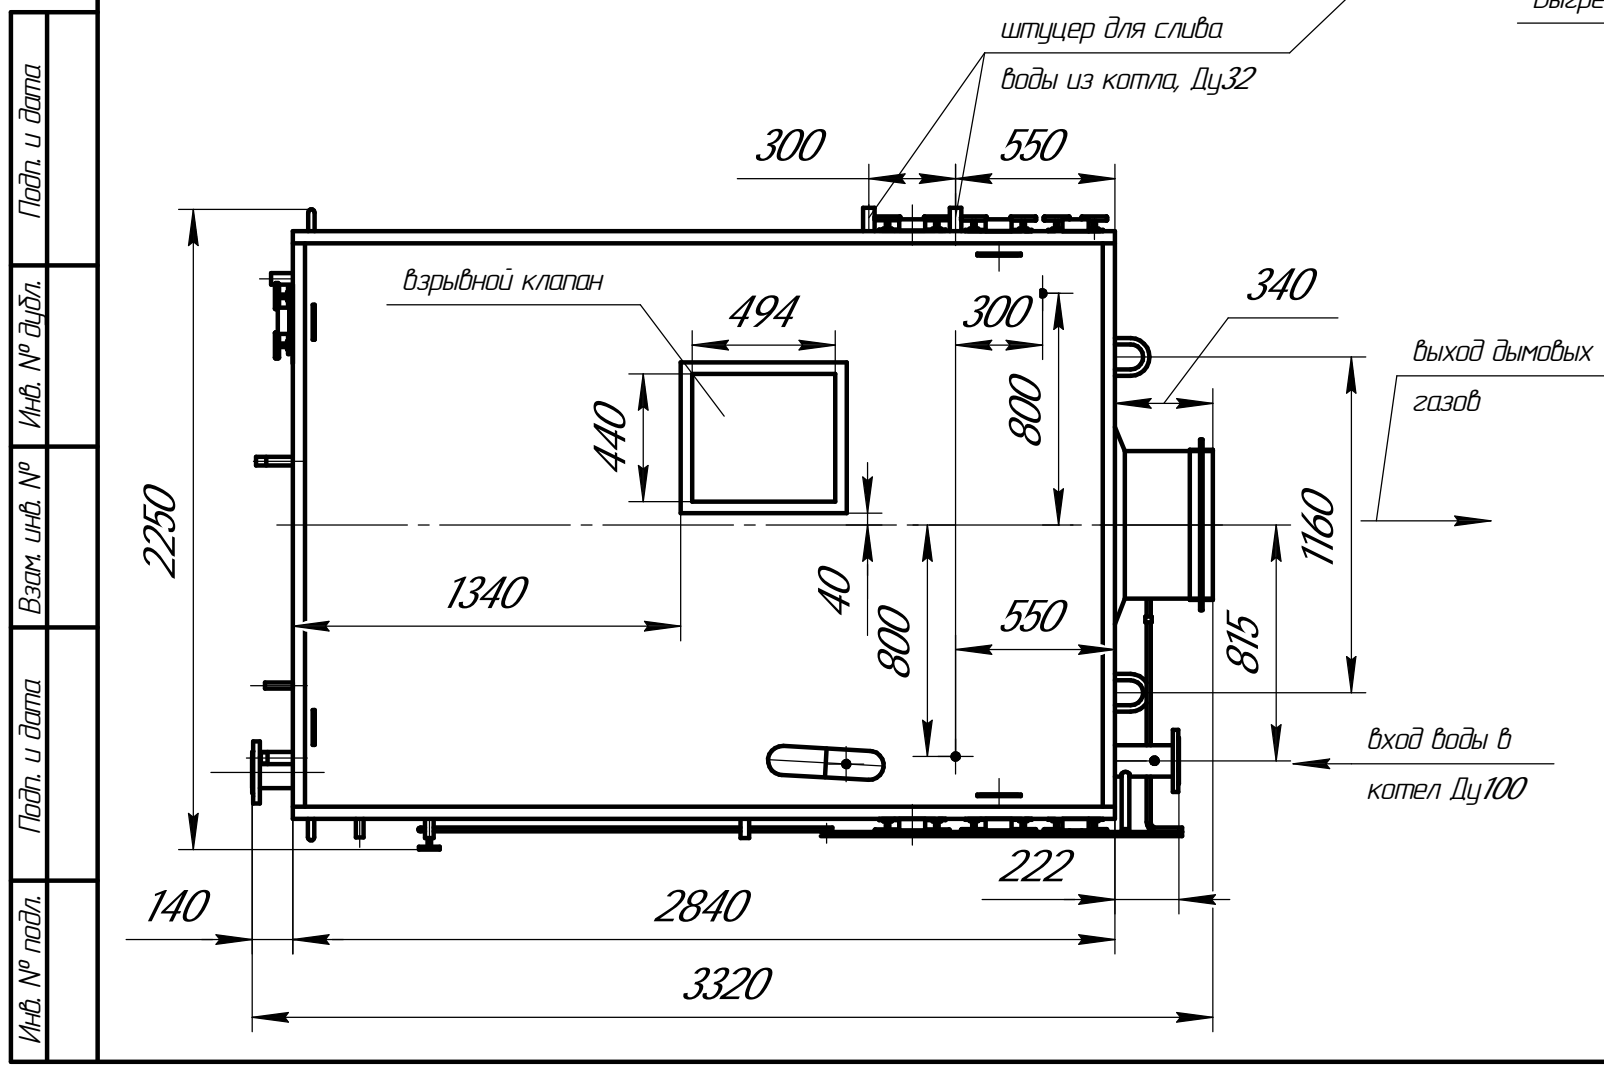 Выгре
штуцер для слива
воды из котла, Ду32
300
550
взрывной клапан
494
300
340
выход дымовых
газов
440
800
2250
1160
1340
40
800
550
815
вход воды в
котел Ду100
222
140
2840
3320
Подп. и дата
Инв. № дубл.
Взам. инв. №
Подп. и дата
Инв. № подл.